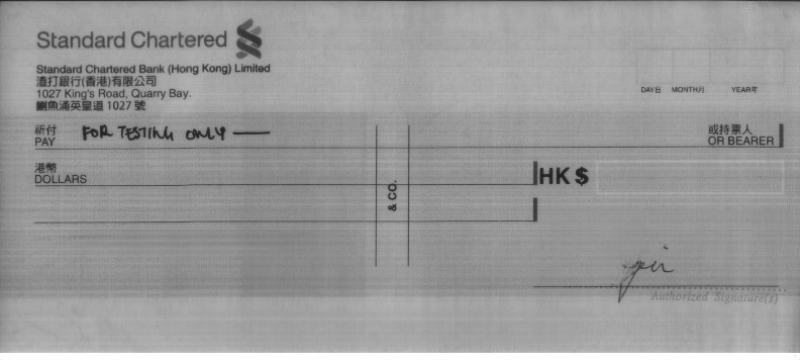 Standard Chartered
Standard Chartered Bank (Hong Kong) Limited
渣打銀行(香港)有限公司
1027 King's Road, Quarry Bay.
鰂魚涌英皇道 1027 號
DAY日 MONTH月 YEAR年
祈付
PAY
FOR TESTING ONLY
或持票人
OR BEARER
港幣
DOLLARS
HK $
& CO.
Authorized Signature(s)